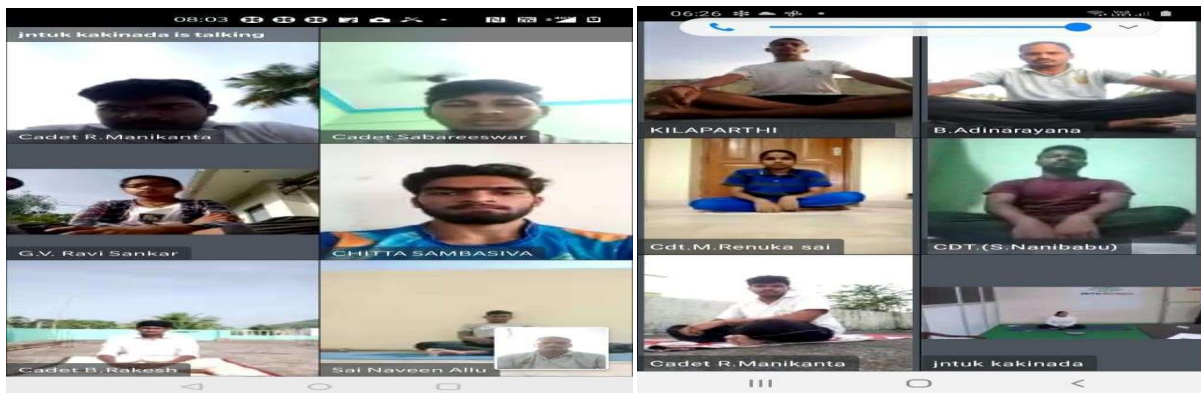 08:03
jntuk kakinada is talking
Cadet R.Manikanta
Cadet Sabareeswar
G.V. Ravi Sankar
CHITTA SAMBASIVA
Cadet B.Rakesh
Sai Naveen Allu
06:26
KILAPARTHI
B.Adinarayana
Cdt.M.Renuka sai
CDT.(S.Nanibabu)
Cadet R.Manikanta
jntuk kakinada